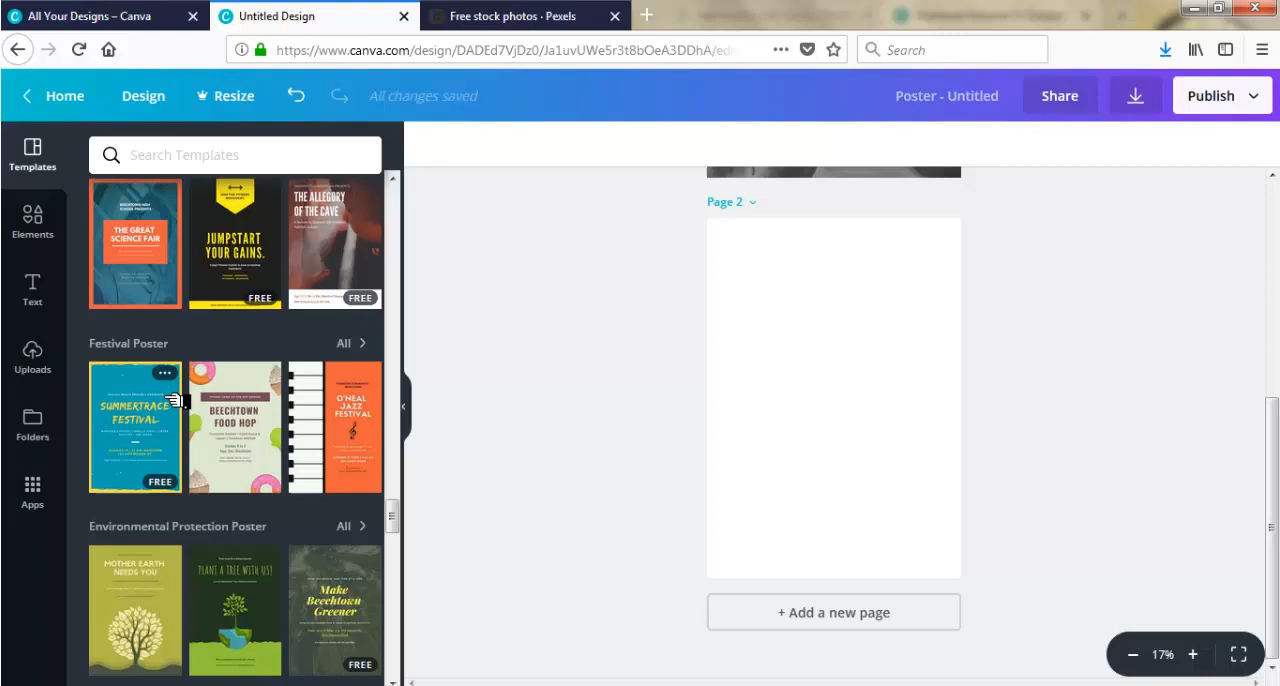 All Your Designs – Canva
Untitled Design
Free stock photos · Pexels
https://www.canva.com/design/DADEd7VjDz0/Ja1uvUWe5r3t8bOeA3DDhA/edi
Search
Home
Design
Resize
All changes saved
Poster - Untitled
Share
Publish
Templates
Elements
Text
Uploads
Folders
Apps
Search Templates
THE GREAT
SCIENCE FAIR
JUMPSTART
YOUR GAINS.
FREE
THE ALLEGORY
OF THE CAVE
FREE
Festival Poster
All
SUMMERTRACE
FESTIVAL
FREE
BEECHTOWN
FOOD HOP
O'NEAL
JAZZ
FESTIVAL
Environmental Protection Poster
All
MOTHER EARTH
NEEDS YOU
PLANT A TREE WITH US!
Make
Beechtown
Greener
FREE
Page 2
+ Add a new page
17%